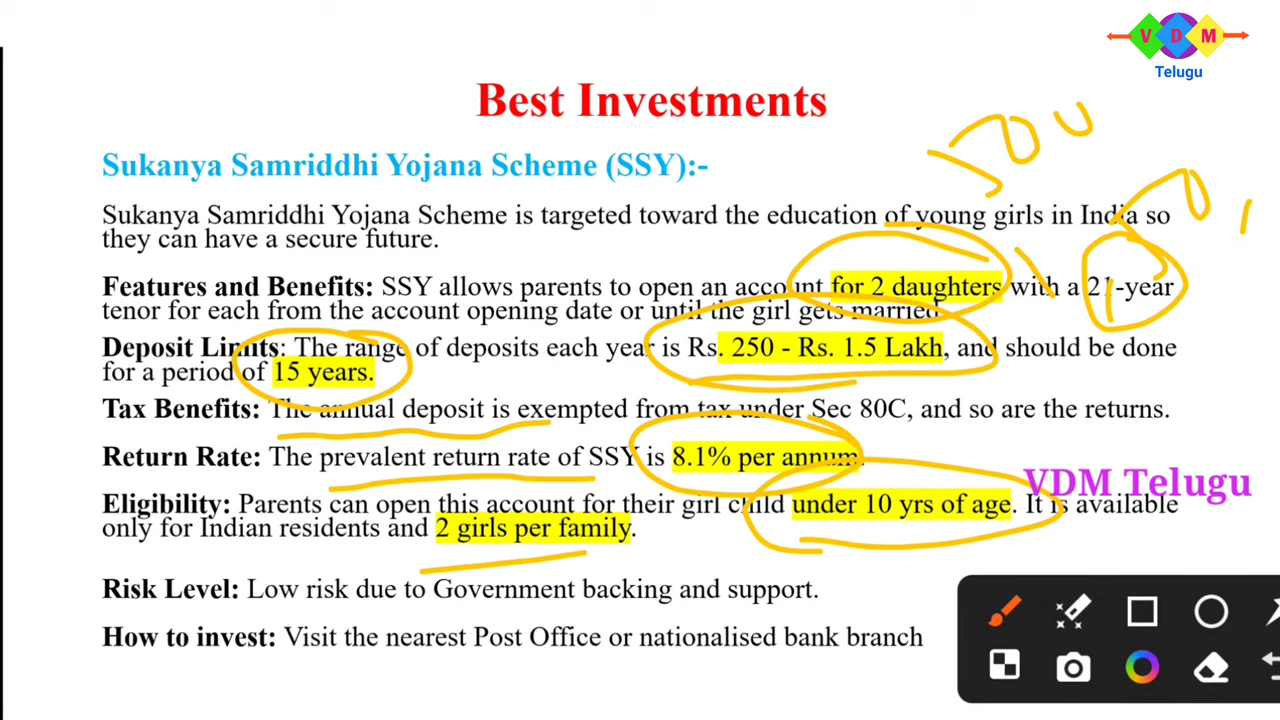 V D M
Telugu
Best Investments
Sukanya Samriddhi Yojana Scheme (SSY):-
Sukanya Samriddhi Yojana Scheme is targeted toward the education of young girls in India so
they can have a secure future.
Features and Benefits: SSY allows parents to open an account for 2 daughters with a 21-year
tenor for each from the account opening date or until the girl gets married.
Deposit Limits: The range of deposits each year is Rs. 250 - Rs. 1.5 Lakh, and should be done
for a period of 15 years.
Tax Benefits: The annual deposit is exempted from tax under Sec 80C, and so are the returns.
Return Rate: The prevalent return rate of SSY is 8.1% per annum.
VDM Telugu
Eligibility: Parents can open this account for their girl child under 10 yrs of age. It is available
only for Indian residents and 2 girls per family.
Risk Level: Low risk due to Government backing and support.
How to invest: Visit the nearest Post Office or nationalised bank branch